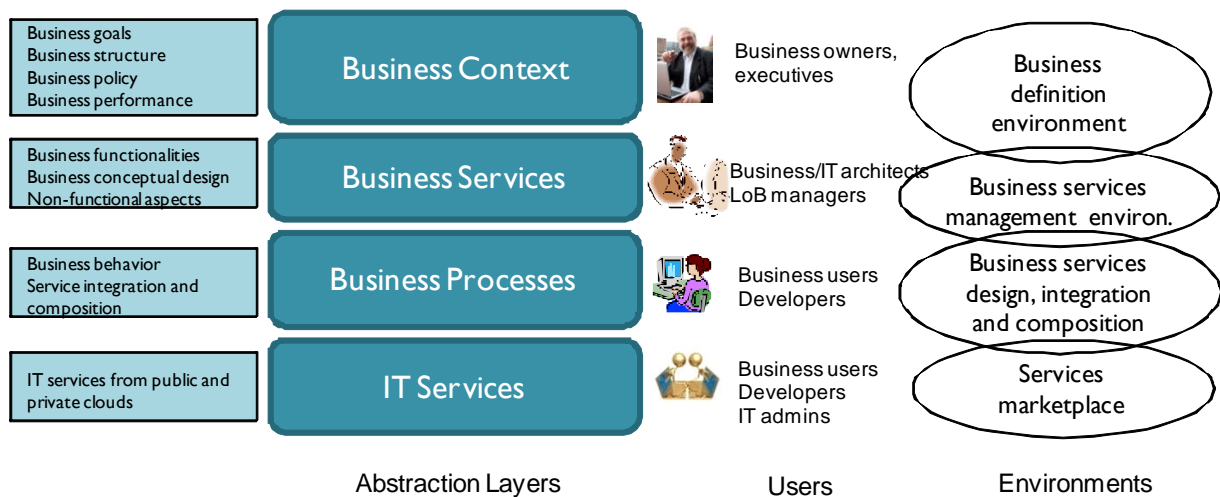 Business goals
Business structure
Business policy
Business performance
Business Context
Business owners,
executives
Business
definition
environment
Business functionalities
Business conceptual design
Non-functional aspects
Business Services
Business/IT architects
LoB managers
Business services
management environ.
Business behavior
Service integration and
composition
Business Processes
Business users
Developers
Business services
design, integration
and composition
IT services from public and
private clouds
IT Services
Business users
Developers
IT admins
Services
marketplace
Abstraction Layers
Users
Environments